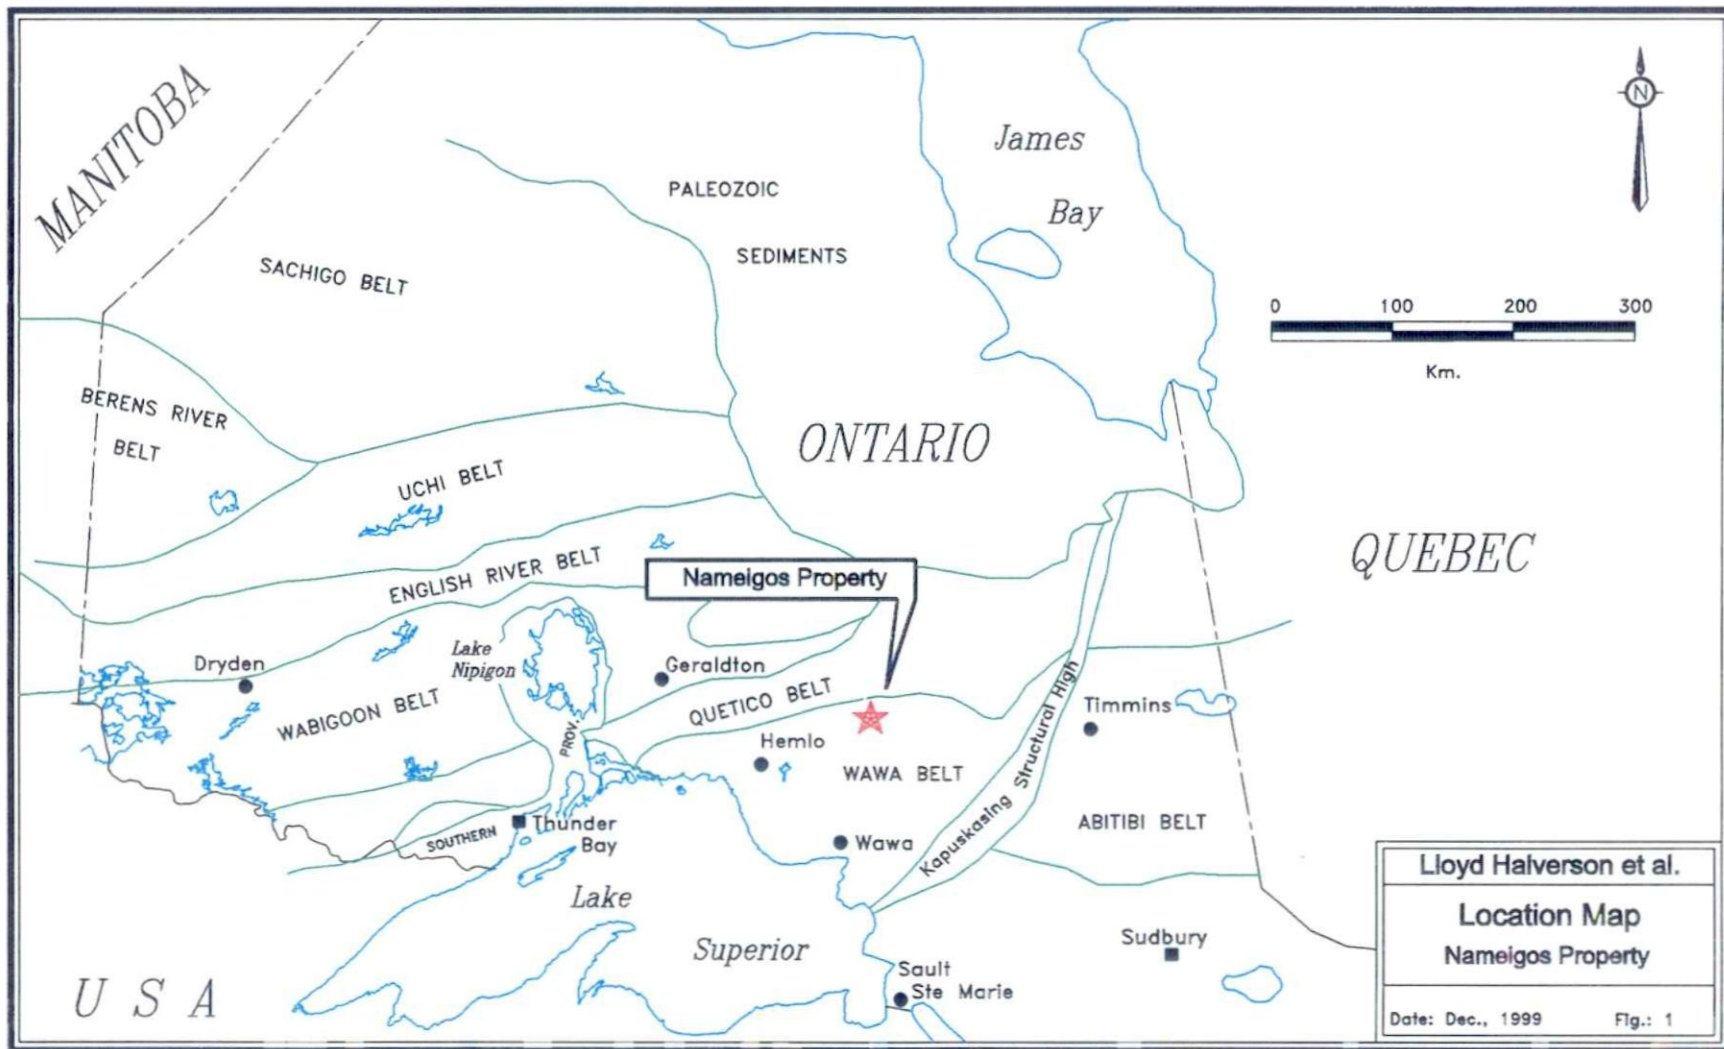 MANITOBA
James
Bay
N
PALEOZOIC
SEDIMENTS
SACHIGO BELT
0 100 200 300
Km.
BERENS RIVER
BELT
ONTARIO
UCHI BELT
QUEBEC
ENGLISH RIVER BELT
Nameigos Property
Lake
Nipigon
Dryden
Geraldton
WABIGOON BELT
QUETICO BELT
PROV.
Hemlo
WAWA BELT
Kapuskasing Structural High
Timmins
ABITIBI BELT
SOUTHERN
Thunder
Bay
Wawa
Lake
Superior
Sudbury
Sault
Ste Marie
U S A
Lloyd Halverson et al.
Location Map
Nameigos Property
Date: Dec., 1999 Fig.: 1